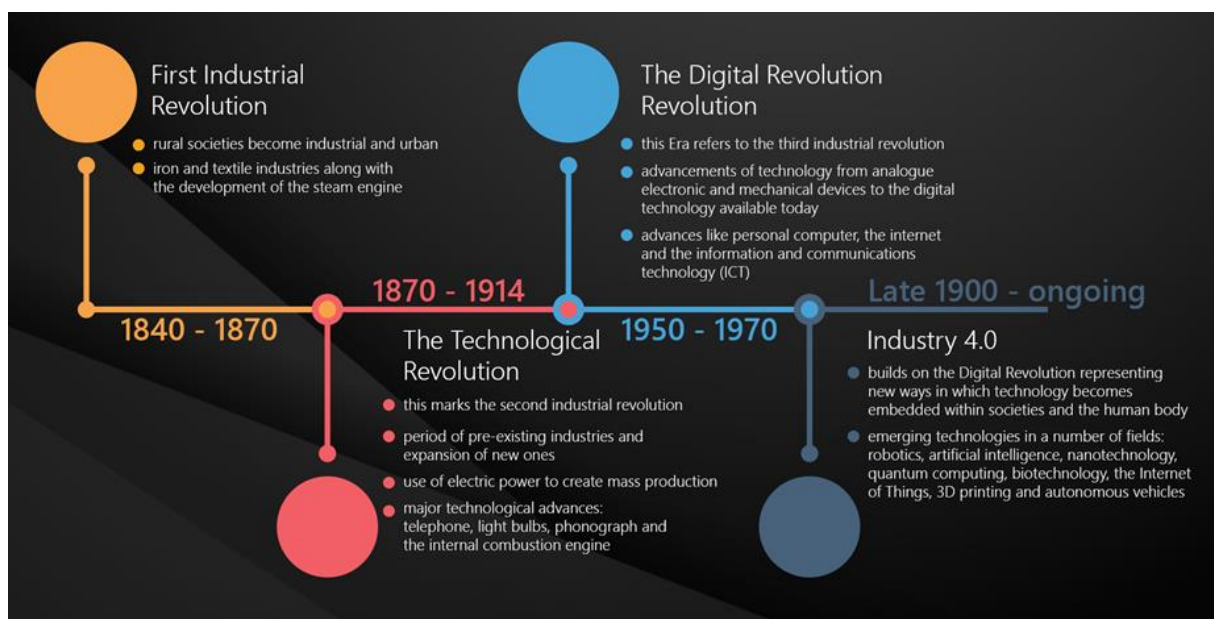 First Industrial
Revolution
rural societies become industrial and urban
iron and textile industries along with
the development of the steam engine
1840 - 1870
1870 - 1914
The Technological
Revolution
this marks the second industrial revolution
period of pre-existing industries and
expansion of new ones
use of electric power to create mass production
major technological advances:
telephone, light bulbs, phonograph and
the internal combustion engine
The Digital Revolution
Revolution
this Era refers to the third industrial revolution
advancements of technology from analogue
electronic and mechanical devices to the digital
technology available today
advances like personal computer, the internet
and the information and communications
technology (ICT)
1950 - 1970
Late 1900 - ongoing
Industry 4.0
builds on the Digital Revolution representing
new ways in which technology becomes
embedded within societies and the human body
emerging technologies in a number of fields:
robotics, artificial intelligence, nanotechnology,
quantum computing, biotechnology, the Internet
of Things, 3D printing and autonomous vehicles